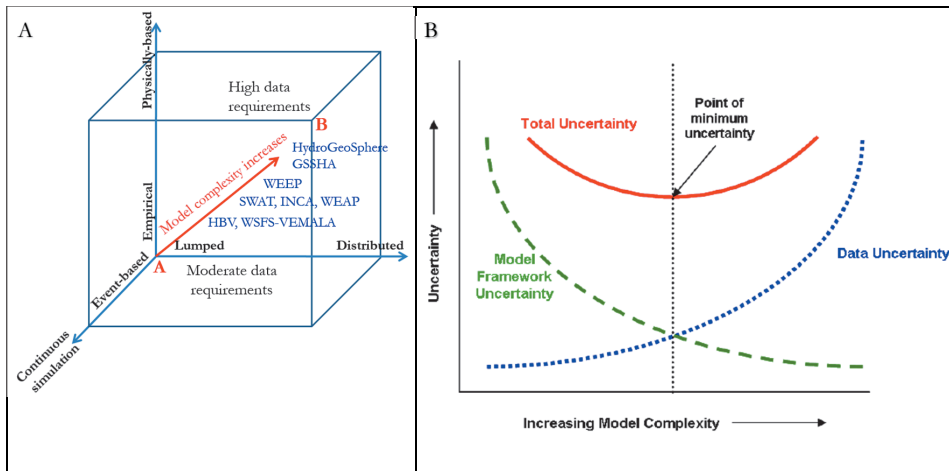 A
Physically-based
Empirical
High data
requirements
B
Model complexity increases
HydroGeoSphere
GSSHA
WEEP
SWAT, INCA, WEAP
HBV, WSFS-VEMALA
Lumped
Distributed
A
Moderate data
requirements
Event-based
Continuous
simulation
B
Uncertainty
Total Uncertainty
Point of
minimum
uncertainty
Model
Framework
Uncertainty
Data Uncertainty
Increasing Model Complexity